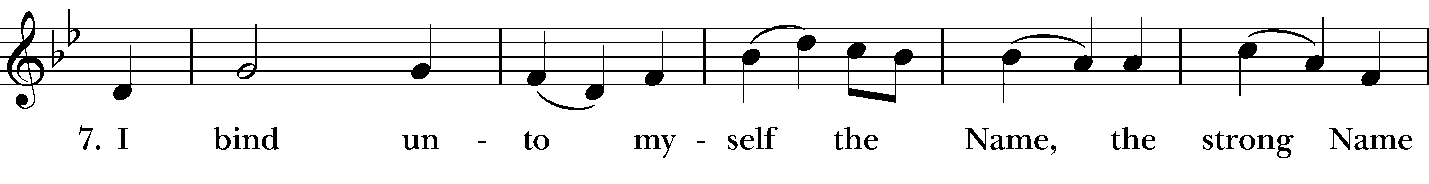 7. I bind un - to my - self the Name, the strong Name